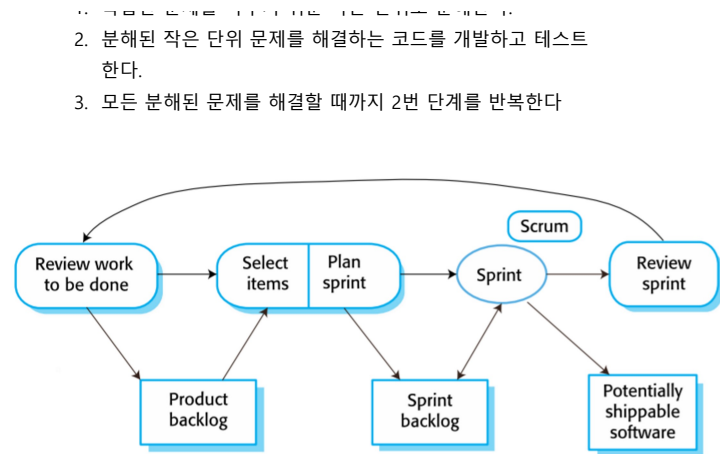 2. 분해된 작은 단위 문제를 해결하는 코드를 개발하고 테스트
한다.
3. 모든 분해된 문제를 해결할 때까지 2번 단계를 반복한다
Scrum
Review work
to be done
Select
items
Plan
sprint
Sprint
Review
sprint
Product
backlog
Sprint
backlog
Potentially
shippable
software